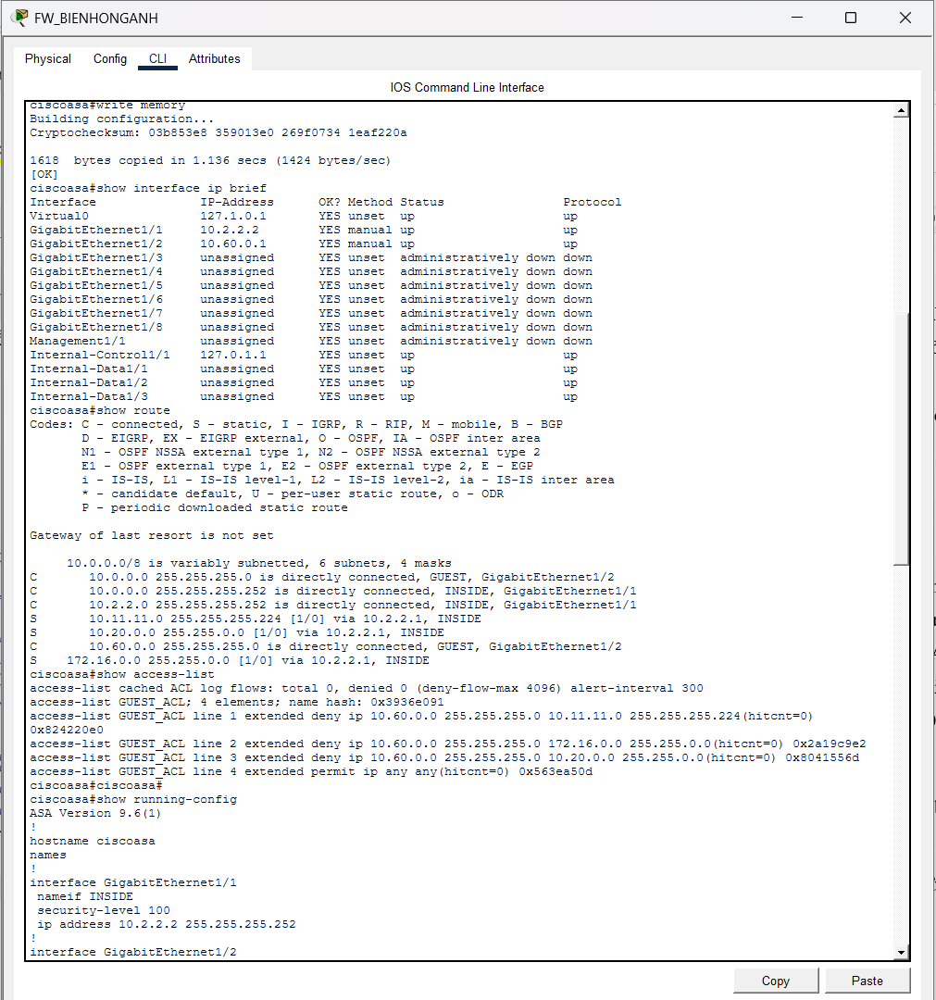 FW_BIENHONGANH
Physical Config CLI Attributes
IOS Command Line Interface
ciscoasa#write memory
Building configuration...
Cryptochecksum: 03b853e8 359013e0 269f0734 1eaf220a
1618  bytes copied in 1.136 secs (1424 bytes/sec)
[OK]
ciscoasa#show interface ip brief
Interface              IP-Address      OK? Method Status                Protocol
Virtual0               127.1.0.1       YES unset  up                    up
GigabitEthernet1/1     10.2.2.2        YES manual up                    up
GigabitEthernet1/2     10.60.0.1       YES manual up                    up
GigabitEthernet1/3     unassigned      YES unset  administratively down down
GigabitEthernet1/4     unassigned      YES unset  administratively down down
GigabitEthernet1/5     unassigned      YES unset  administratively down down
GigabitEthernet1/6     unassigned      YES unset  administratively down down
GigabitEthernet1/7     unassigned      YES unset  administratively down down
GigabitEthernet1/8     unassigned      YES unset  administratively down down
Management1/1          unassigned      YES unset  administratively down down
Internal-Control1/1    127.0.1.1       YES unset  up                    up
Internal-Data1/1       unassigned      YES unset  up                    up
Internal-Data1/2       unassigned      YES unset  up                    up
Internal-Data1/3       unassigned      YES unset  up                    up
ciscoasa#show route
Codes: C - connected, S - static, I - IGRP, R - RIP, M - mobile, B - BGP
D - EIGRP, EX - EIGRP external, O - OSPF, IA - OSPF inter area
N1 - OSPF NSSA external type 1, N2 - OSPF NSSA external type 2
E1 - OSPF external type 1, E2 - OSPF external type 2, E - EGP
i - IS-IS, L1 - IS-IS level-1, L2 - IS-IS level-2, ia - IS-IS inter area
* - candidate default, U - per-user static route, o - ODR
P - periodic downloaded static route
Gateway of last resort is not set
10.0.0.0/8 is variably subnetted, 6 subnets, 4 masks
C       10.0.0.0 255.255.255.0 is directly connected, GUEST, GigabitEthernet1/2
C       10.0.0.0 255.255.255.252 is directly connected, INSIDE, GigabitEthernet1/1
C       10.2.2.0 255.255.255.252 is directly connected, INSIDE, GigabitEthernet1/1
S       10.11.11.0 255.255.255.224 [1/0] via 10.2.2.1, INSIDE
S       10.20.0.0 255.255.0.0 [1/0] via 10.2.2.1, INSIDE
C       10.60.0.0 255.255.255.0 is directly connected, GUEST, GigabitEthernet1/2
S    172.16.0.0 255.255.0.0 [1/0] via 10.2.2.1, INSIDE
ciscoasa#show access-list
access-list cached ACL log flows: total 0, denied 0 (deny-flow-max 4096) alert-interval 300
access-list GUEST_ACL; 4 elements; name hash: 0x3936e091
access-list GUEST_ACL line 1 extended deny ip 10.60.0.0 255.255.255.0 10.11.11.0 255.255.255.224(hitcnt=0)
0x824220e0
access-list GUEST_ACL line 2 extended deny ip 10.60.0.0 255.255.255.0 172.16.0.0 255.255.0.0(hitcnt=0) 0x2a19c9e2
access-list GUEST_ACL line 3 extended deny ip 10.60.0.0 255.255.255.0 10.20.0.0 255.255.0.0(hitcnt=0) 0x8041556d
access-list GUEST_ACL line 4 extended permit ip any any(hitcnt=0) 0x563ea50d
ciscoasa#ciscoasa#
ciscoasa#show running-config
ASA Version 9.6(1)
!
hostname ciscoasa
names
!
interface GigabitEthernet1/1
nameif INSIDE
security-level 100
ip address 10.2.2.2 255.255.255.252
!
interface GigabitEthernet1/2
Copy Paste